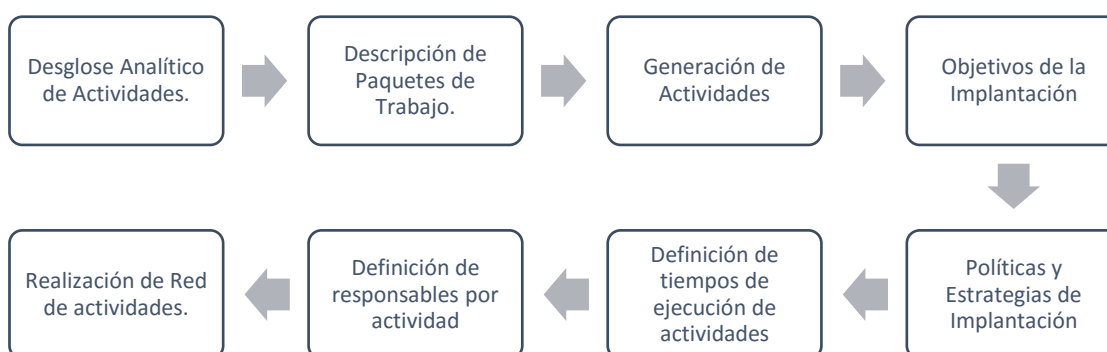 Desglose Analítico
de Actividades.
Descripción de
Paquetes de
Trabajo.
Generación de
Actividades
Objetivos de la
Implantación
Políticas y
Estrategias de
Implantación
Definición de
tiempos de
ejecución de
actividades
Definición de
responsables por
actividad
Realización de Red
de actividades.